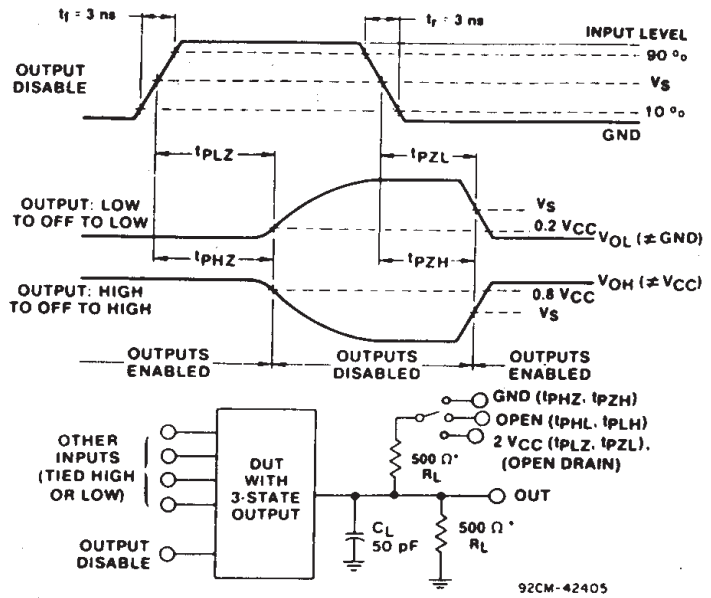 tf = 3 ns
tr = 3 ns
INPUT LEVEL
90 %
OUTPUT
DISABLE
VS
10 %
GND
tPLZ
tPZL
OUTPUT: LOW
TO OFF TO LOW
VS
0.2 VCC
VOL (≠ GND)
tPHZ
tPZH
OUTPUT: HIGH
TO OFF TO HIGH
VOH (≠ VCC)
0.8 VCC
VS
OUTPUTS
ENABLED
OUTPUTS
DISABLED
OUTPUTS
ENABLED
OTHER
INPUTS
(TIED HIGH
OR LOW)
OUTPUT
DISABLE
DUT
WITH
3-STATE
OUTPUT
GND (tPHZ, tPZH)
OPEN (tPHL, tPLH)
2 VCC (tPLZ, tPZL),
(OPEN DRAIN)
500 Ω*
RL
OUT
CL
50 pF
500 Ω*
RL
92CM-42405